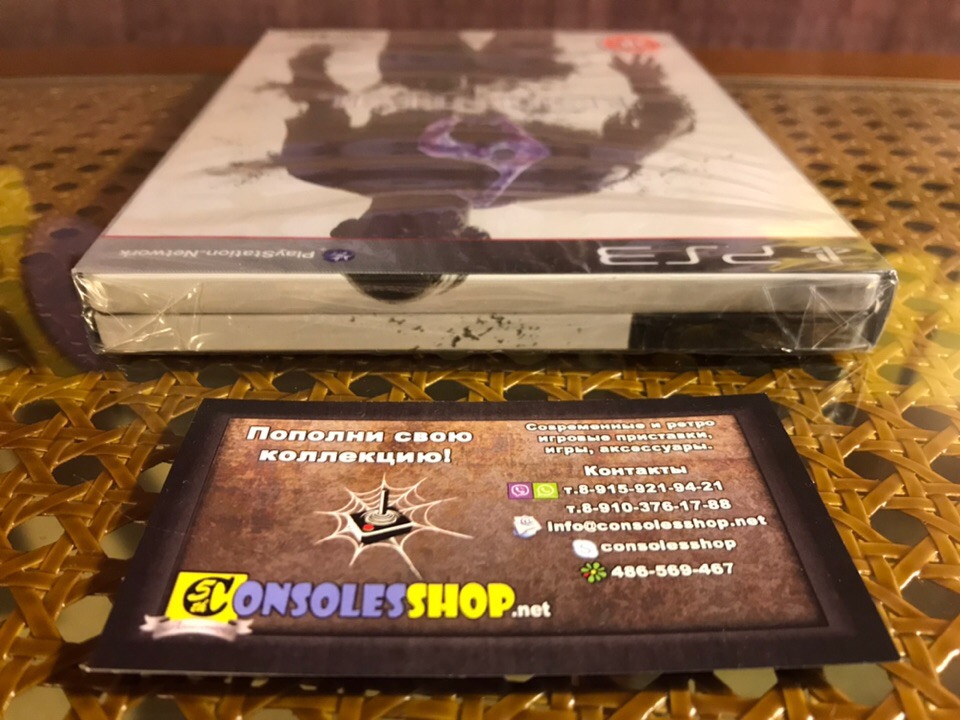 PS3
PlayStation.Network
Пополни свою
коллекцию!
Современные и ретро
игровые приставки,
игры, аксессуары.
Контакты
т.8-915-921-94-21
т.8-910-376-17-88
info@consolesshop.net
consolesshop
486-569-467
CONSOLESSHOP.net